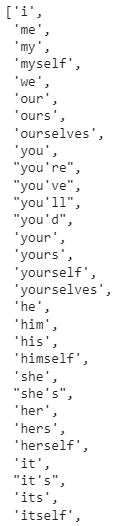 ['i',
'me',
'my',
'myself',
'we',
'our',
'ours',
'ourselves',
'you',
"you're",
"you've",
"you'll",
"you'd",
'your',
'yours',
'yourself',
'yourselves',
'he',
'him',
'his',
'himself',
'she',
"she's",
'her',
'hers',
'herself',
'it',
"it's",
'its',
'itself',